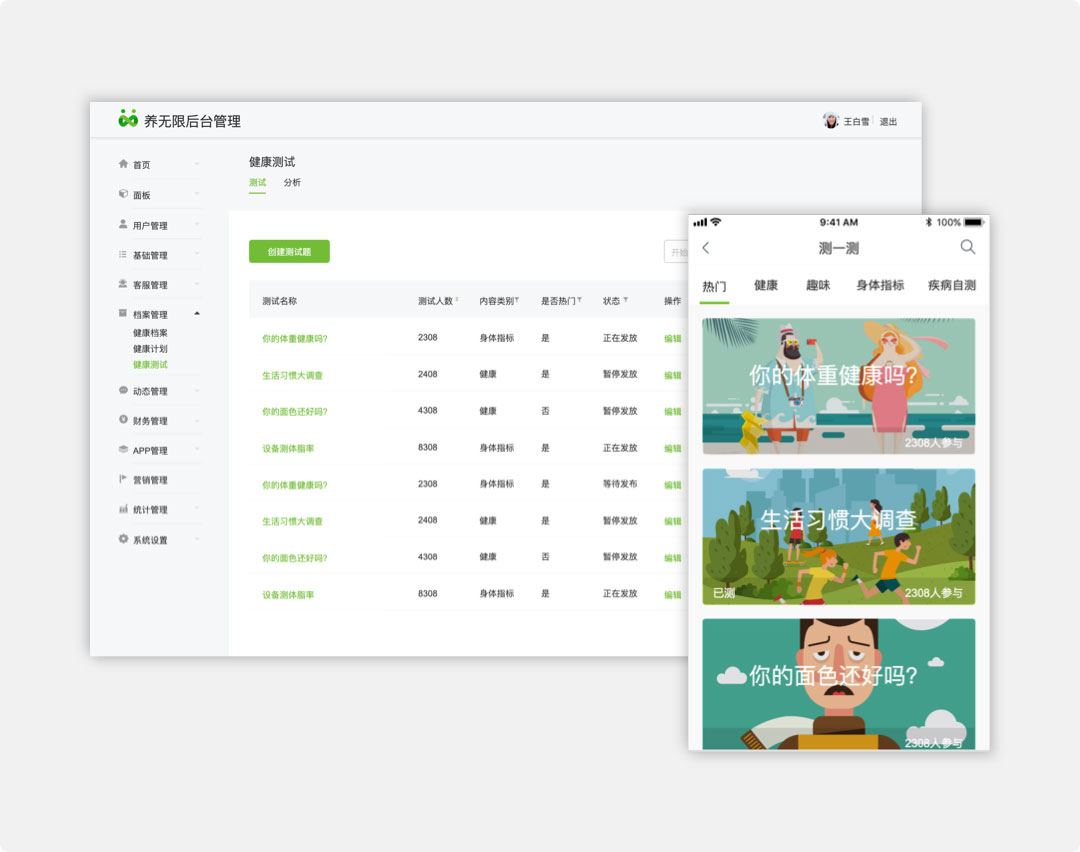 养无限后台管理
王白雪 退出
首页
面板
用户管理
基础管理
客服管理
档案管理
健康档案
健康计划
健康测试
动态管理
财务管理
APP管理
营销管理
统计管理
系统设置
健康测试
测试 分析
创建测试题
开始
测试名称 测试人数 内容类别 是否热门 状态 操作
你的体重健康吗? 2308 身体指标 是 正在发放 编辑
生活习惯大调查 2408 健康 是 暂停发放 编辑
你的面色还好吗? 4308 健康 否 暂停发放 编辑
设备测体脂率 8308 身体指标 是 正在发放 编辑
你的体重健康吗? 2308 身体指标 是 等待发布 编辑
生活习惯大调查 2408 健康 是 暂停发放 编辑
你的面色还好吗? 4308 健康 否 暂停发放 编辑
设备测体脂率 8308 身体指标 是 正在发放 编辑
9:41 AM 100%
测一测
热门 健康 趣味 身体指标 疾病自测
你的体重健康吗?
2308人参与
生活习惯大调查
已测 2308人参与
你的面色还好吗?
2308人参与